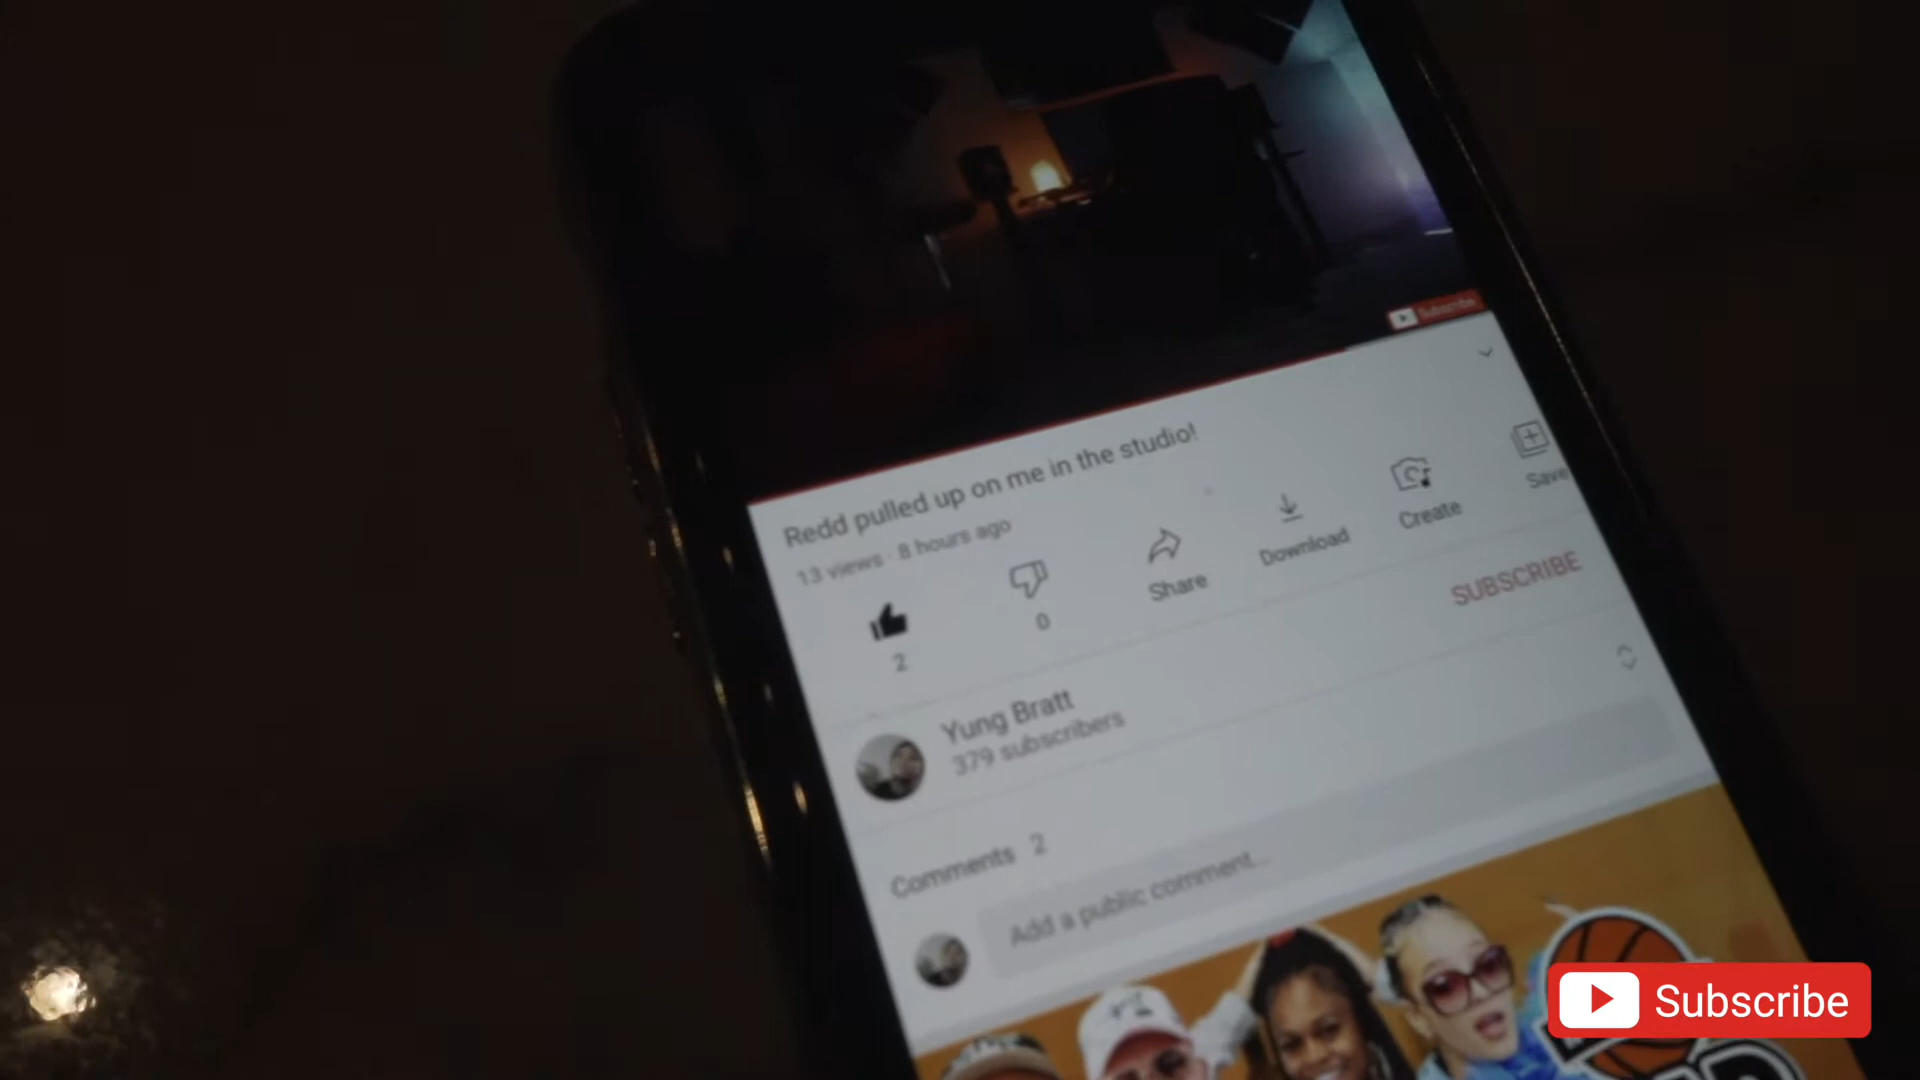 Subscribe
Redd pulled up on me in the studio!
13 views · 8 hours ago
2
0
Share
Download
Create
Save
Yung Bratt
379 subscribers
SUBSCRIBE
Comments 2
Add a public comment...
Subscribe